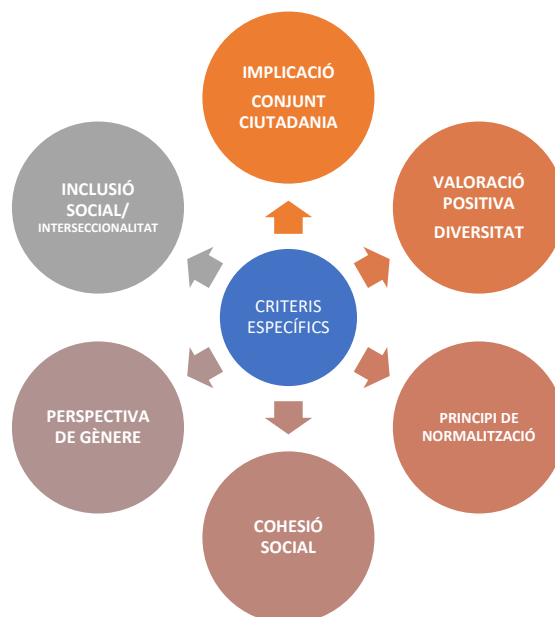 IMPLICACIÓ
CONJUNT
CIUTADANIA
VALORACIÓ
POSITIVA
DIVERSITAT
PRINCIPI DE
NORMALITZACIÓ
COHESIÓ
SOCIAL
PERSPECTIVA
DE GÈNERE
INCLUSIÓ
SOCIAL/
INTERSECCIONALITAT
CRITERIS
ESPECÍFICS